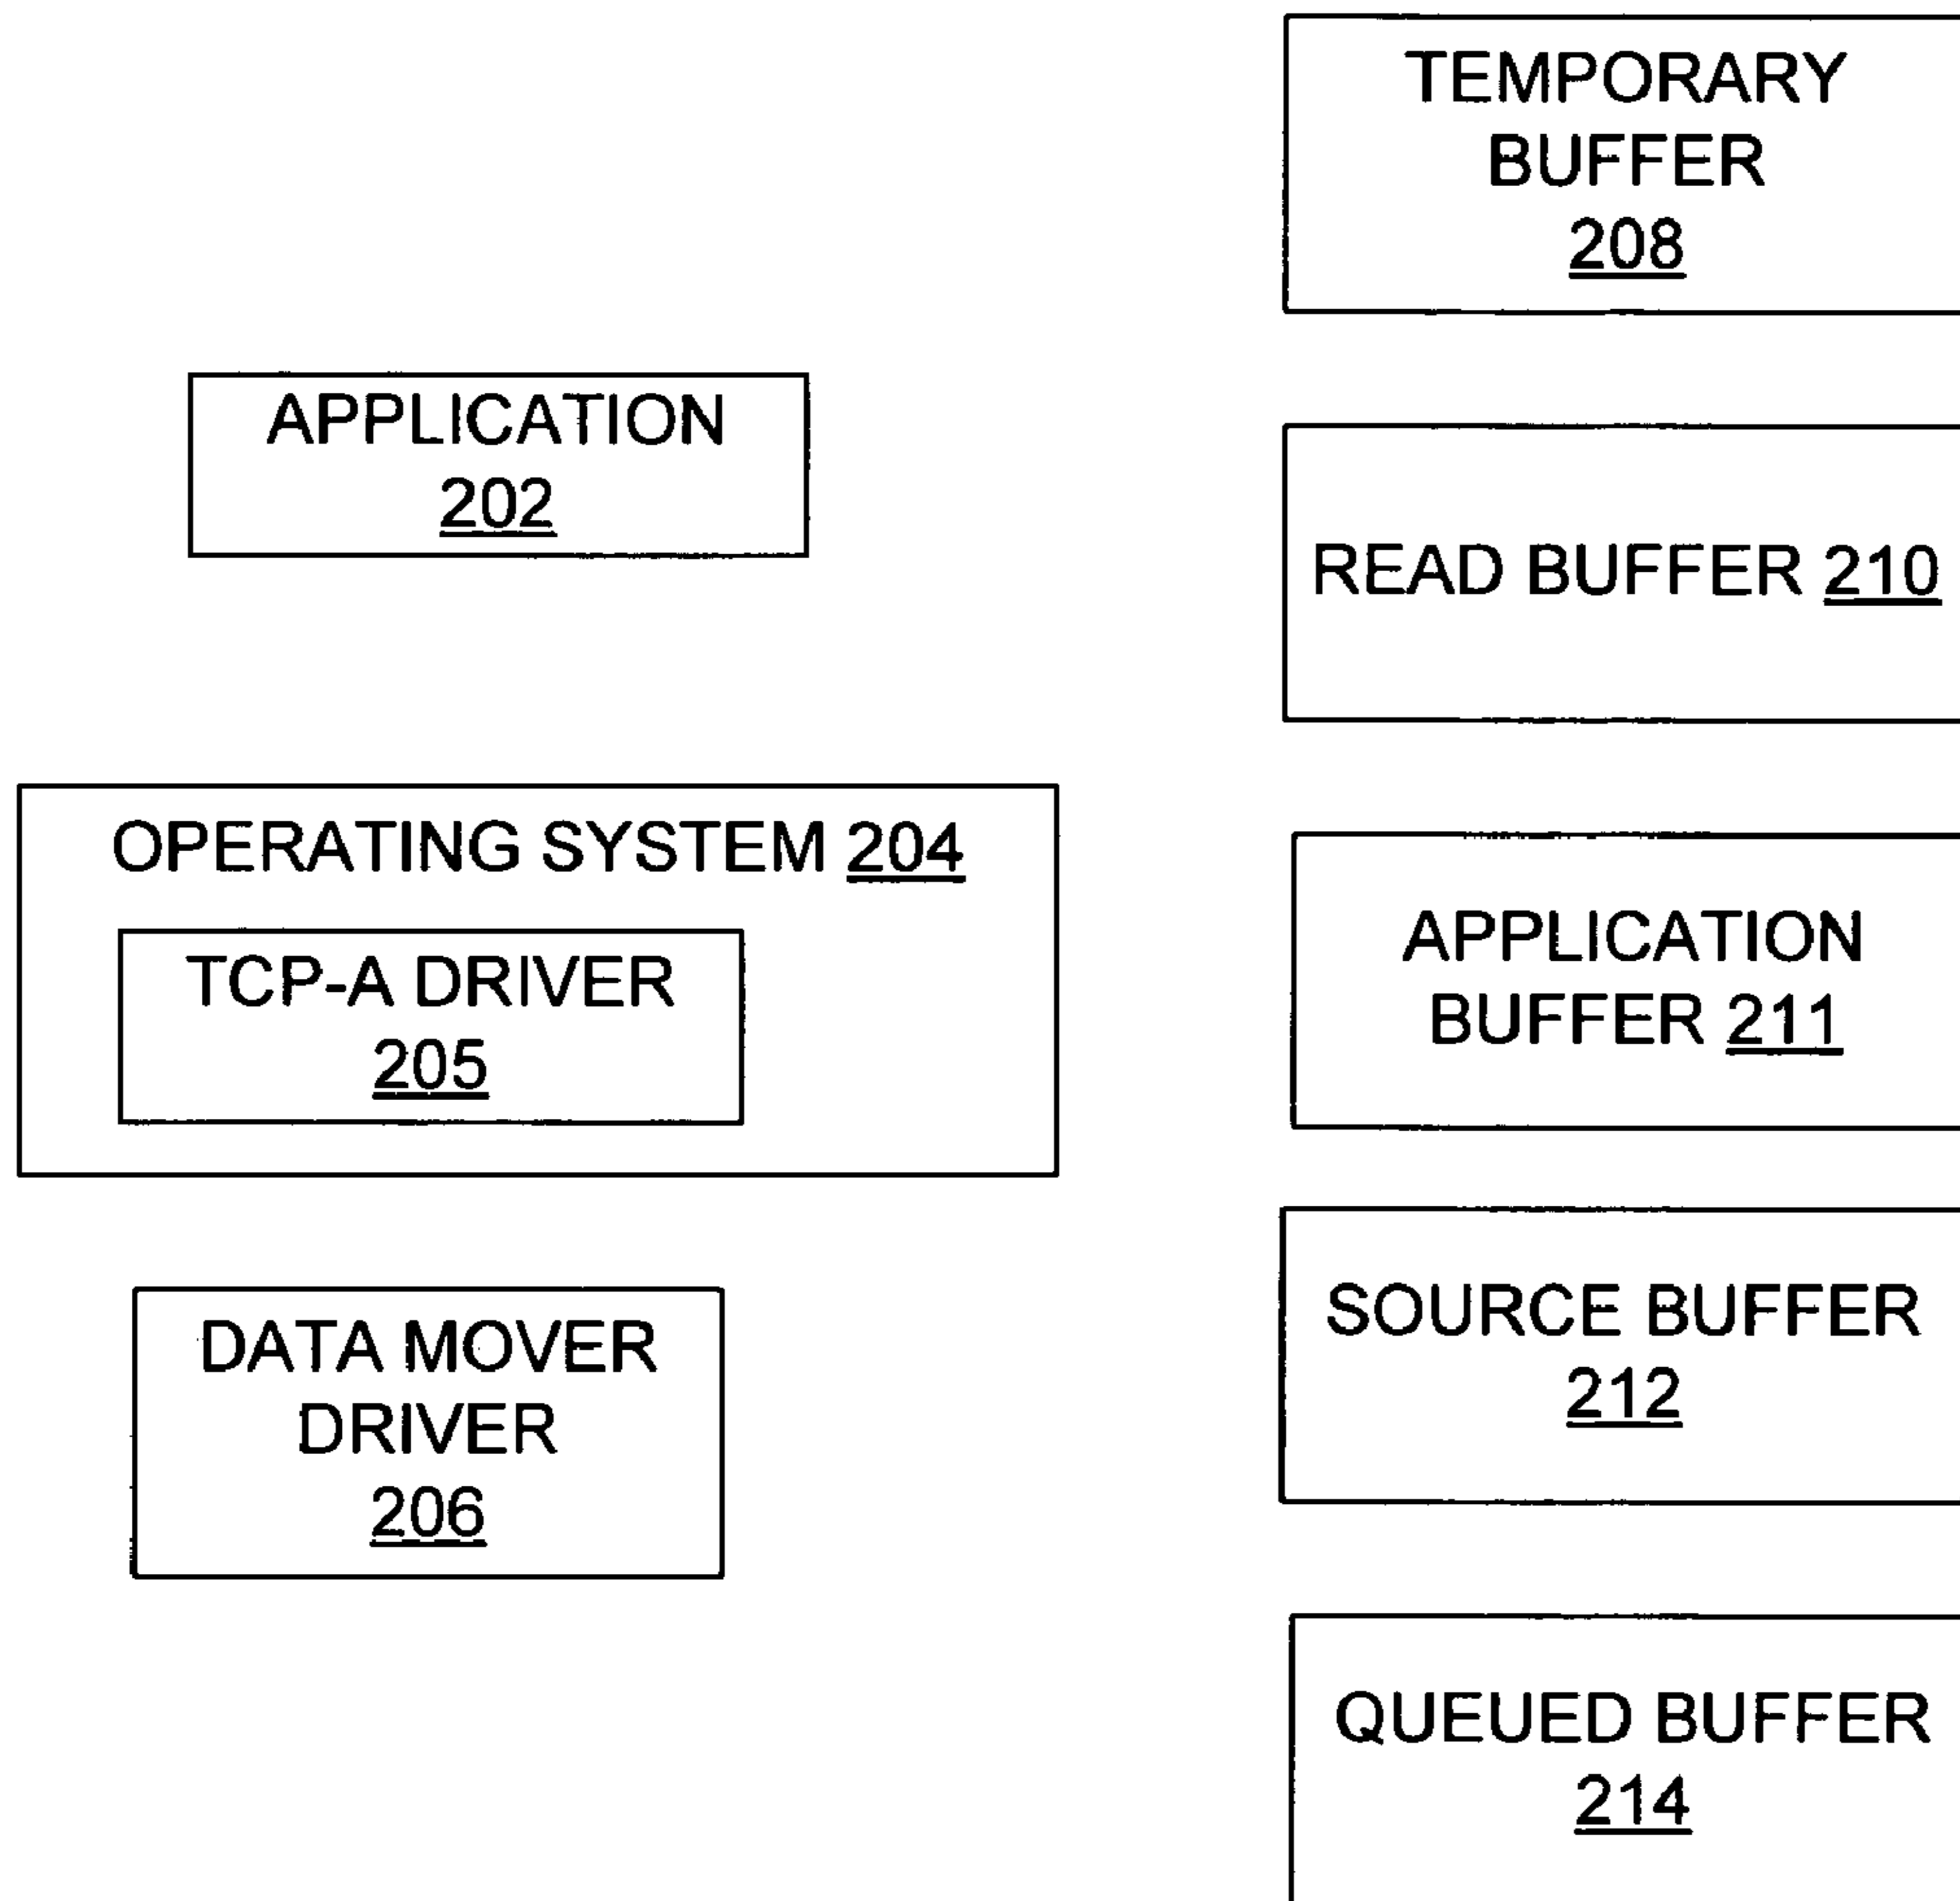 APPLICATION
202
OPERATING SYSTEM 204
TCP-A DRIVER
205
DATA MOVER
DRIVER
206
TEMPORARY
BUFFER
208
READ BUFFER 210
APPLICATION
BUFFER 211
SOURCE BUFFER
212
QUEUED BUFFER
214